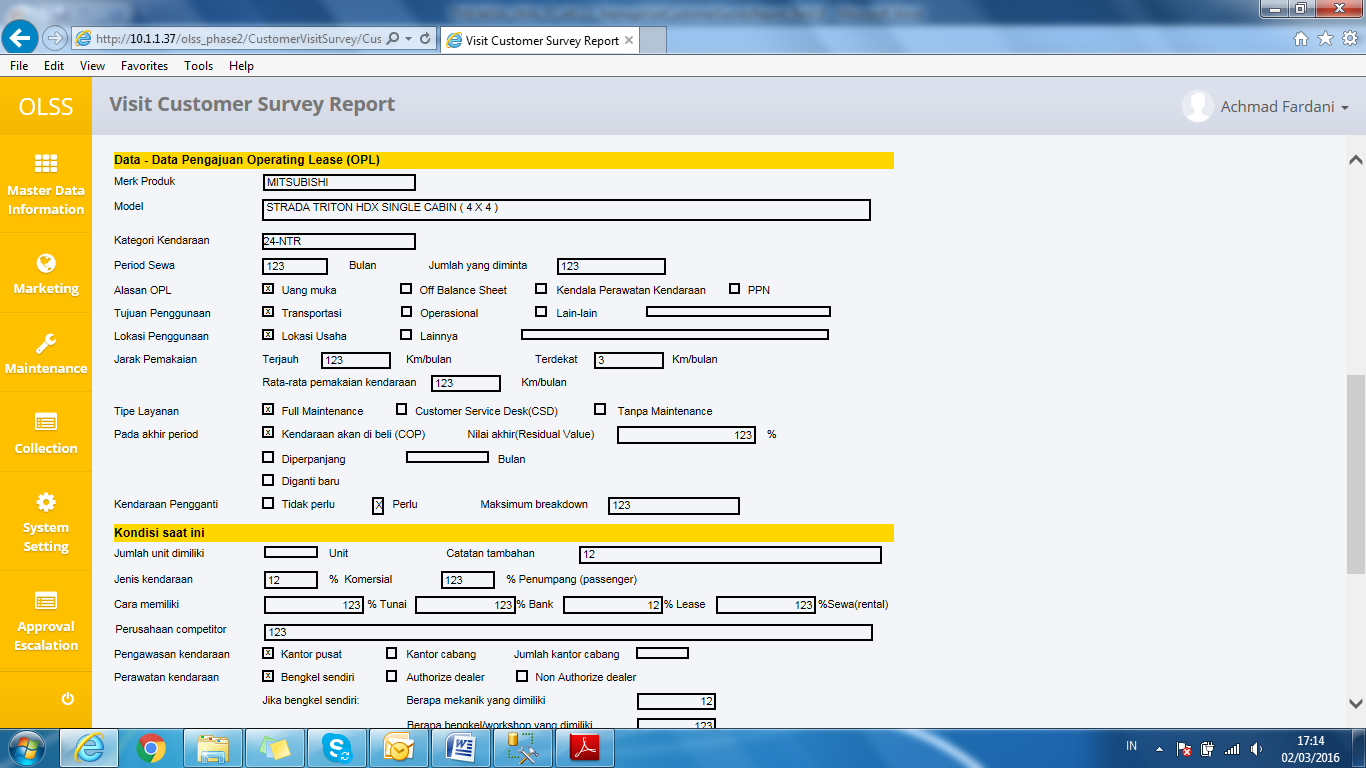 http://10.1.1.37/olss_phase2/CustomerVisitSurvey/Cus
Visit Customer Survey Report
File Edit View Favorites Tools Help
OLSS
Visit Customer Survey Report
Achmad Fardani
Master Data Information
Marketing
Maintenance
Collection
System Setting
Approval Escalation
Data - Data Pengajuan Operating Lease (OPL)
Merk Produk MITSUBISHI
Model STRADA TRITON HDX SINGLE CABIN ( 4 X 4 )
Kategori Kendaraan 24-NTR
Period Sewa 123 Bulan Jumlah yang diminta 123
Alasan OPL X Uang muka Off Balance Sheet Kendala Perawatan Kendaraan PPN
Tujuan Penggunaan X Transportasi Operasional Lain-lain
Lokasi Penggunaan X Lokasi Usaha Lainnya
Jarak Pemakaian Terjauh 123 Km/bulan Terdekat 3 Km/bulan
Rata-rata pemakaian kendaraan 123 Km/bulan
Tipe Layanan X Full Maintenance Customer Service Desk(CSD) Tanpa Maintenance
Pada akhir period X Kendaraan akan di beli (COP) Nilai akhir(Residual Value) 123 %
Diperpanjang Bulan
Diganti baru
Kendaraan Pengganti Tidak perlu X Perlu Maksimum breakdown 123
Kondisi saat ini
Jumlah unit dimiliki Unit Catatan tambahan 12
Jenis kendaraan 12 % Komersial 123 % Penumpang (passenger)
Cara memiliki 123 % Tunai 123 % Bank 12 % Lease 123 %Sewa(rental)
Perusahaan competitor 123
Pengawasan kendaraan X Kantor pusat Kantor cabang Jumlah kantor cabang
Perawatan kendaraan X Bengkel sendiri Authorize dealer Non Authorize dealer
Jika bengkel sendiri: Berapa mekanik yang dimiliki 12
Berapa bengkel/workshop yang dimiliki 123
IN
17:14
02/03/2016